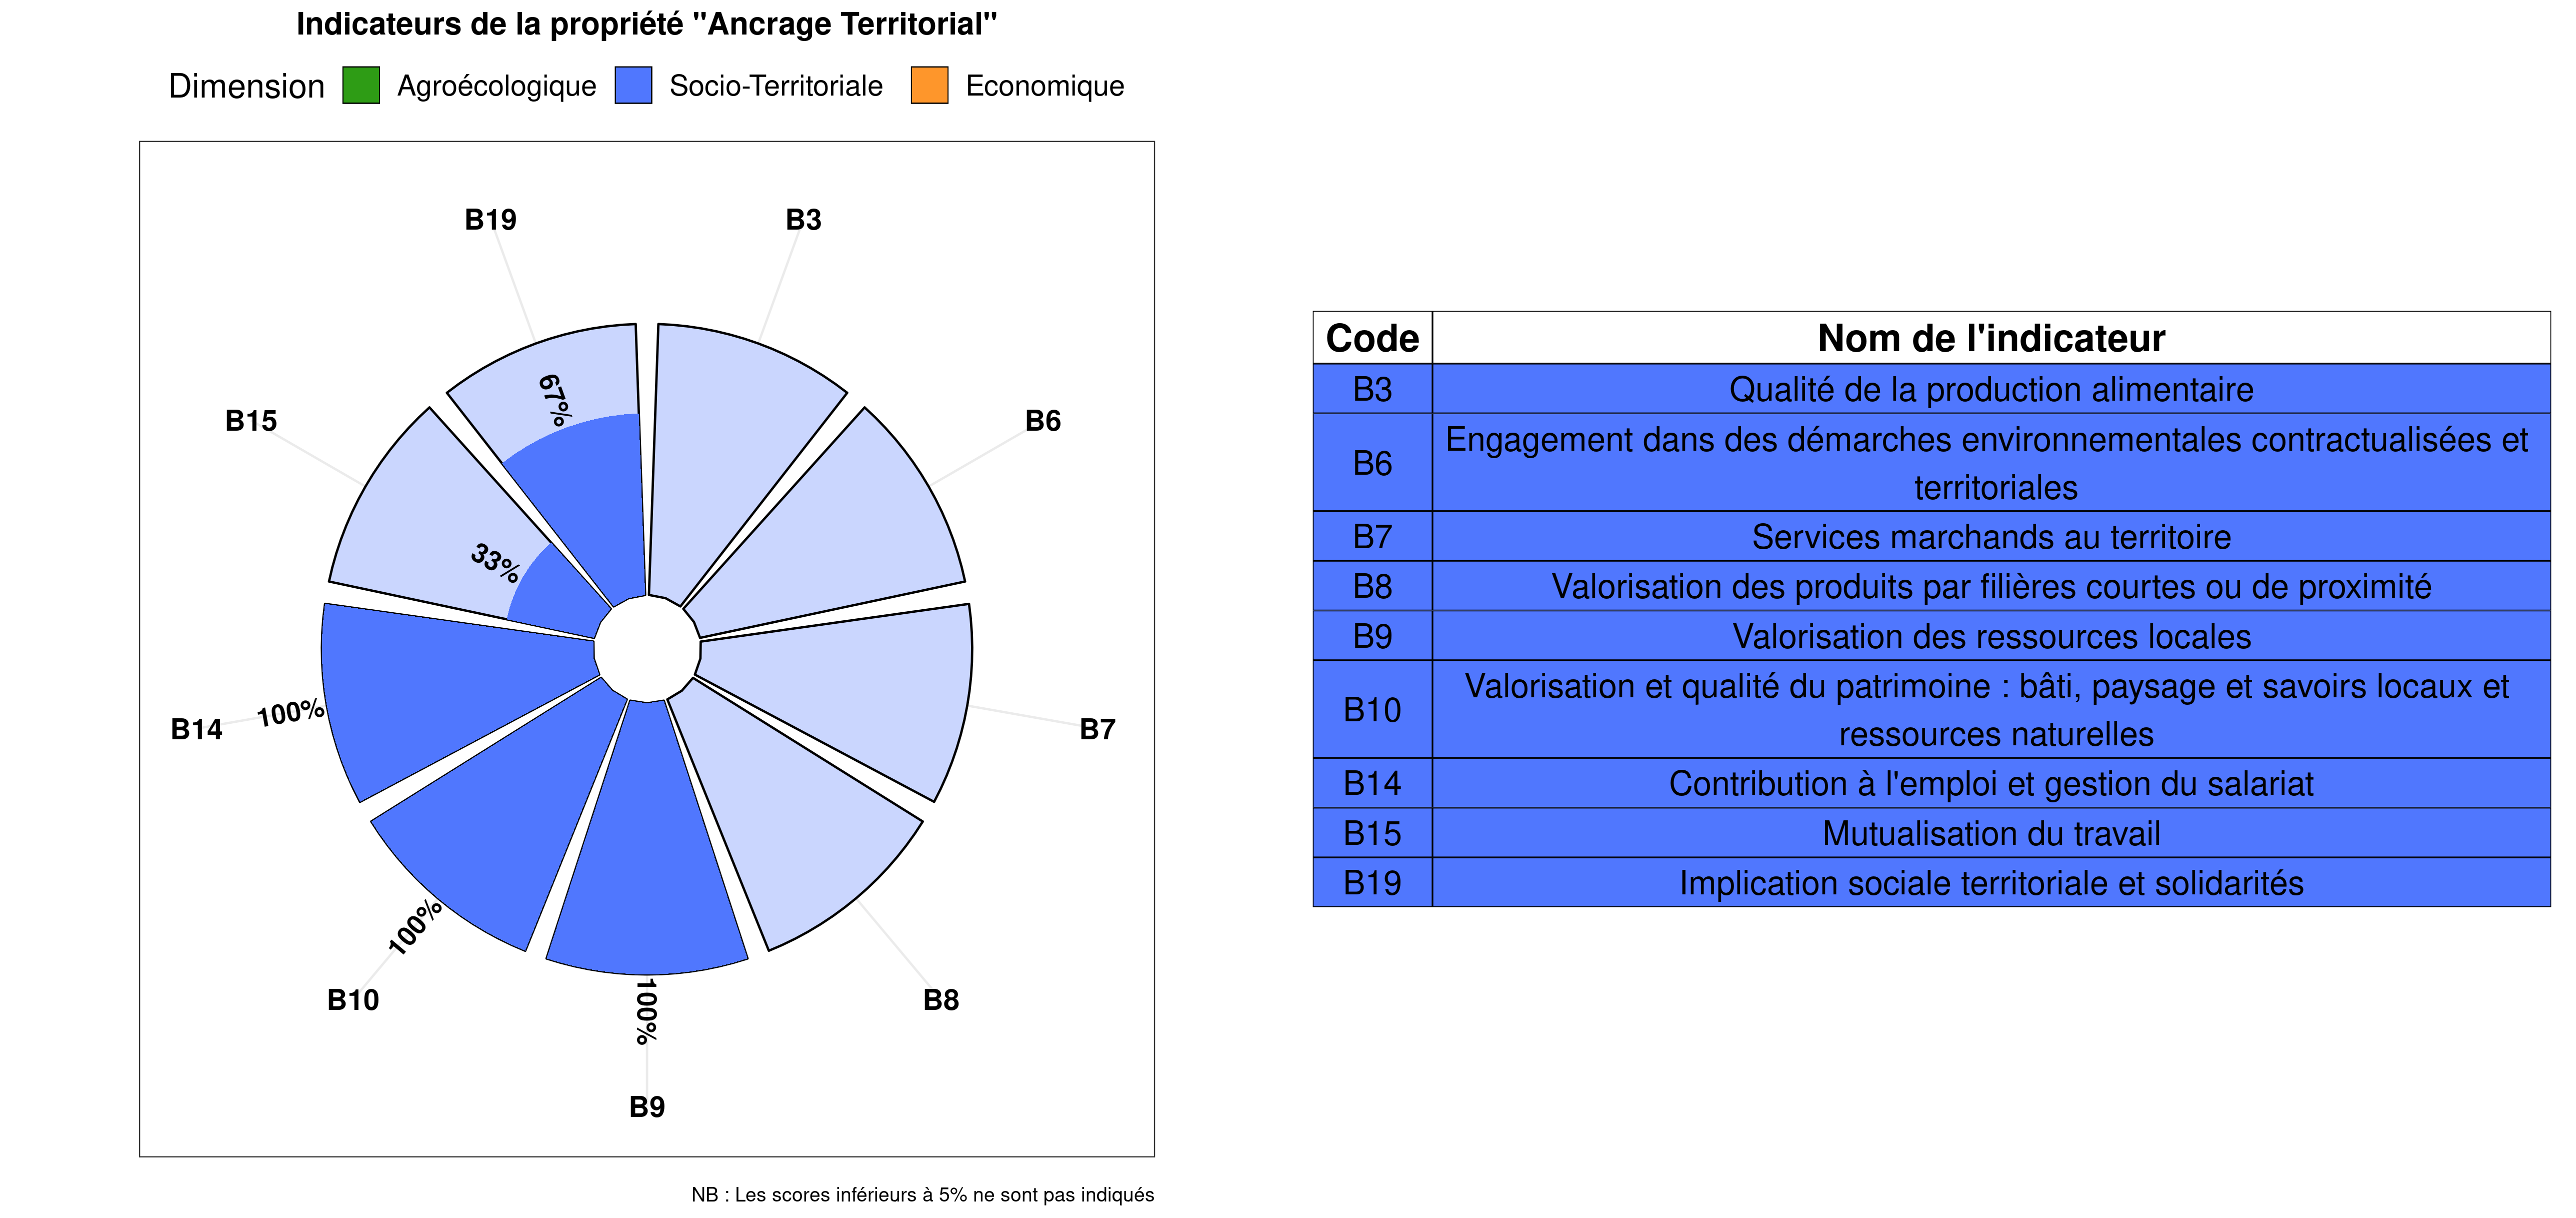 Indicateurs de la propriété "Ancrage Territorial"
Dimension Agroécologique Socio-Territoriale Economique
B19 B3
67%
B15 B6
33%
B14 100% B7
100%
B10 B8
100%
B9
NB : Les scores inférieurs à 5% ne sont pas indiqués
Code Nom de l'indicateur
B3 Qualité de la production alimentaire
B6 Engagement dans des démarches environnementales contractualisées et
territoriales
B7 Services marchands au territoire
B8 Valorisation des produits par filières courtes ou de proximité
B9 Valorisation des ressources locales
B10 Valorisation et qualité du patrimoine : bâti, paysage et savoirs locaux et
ressources naturelles
B14 Contribution à l'emploi et gestion du salariat
B15 Mutualisation du travail
B19 Implication sociale territoriale et solidarités